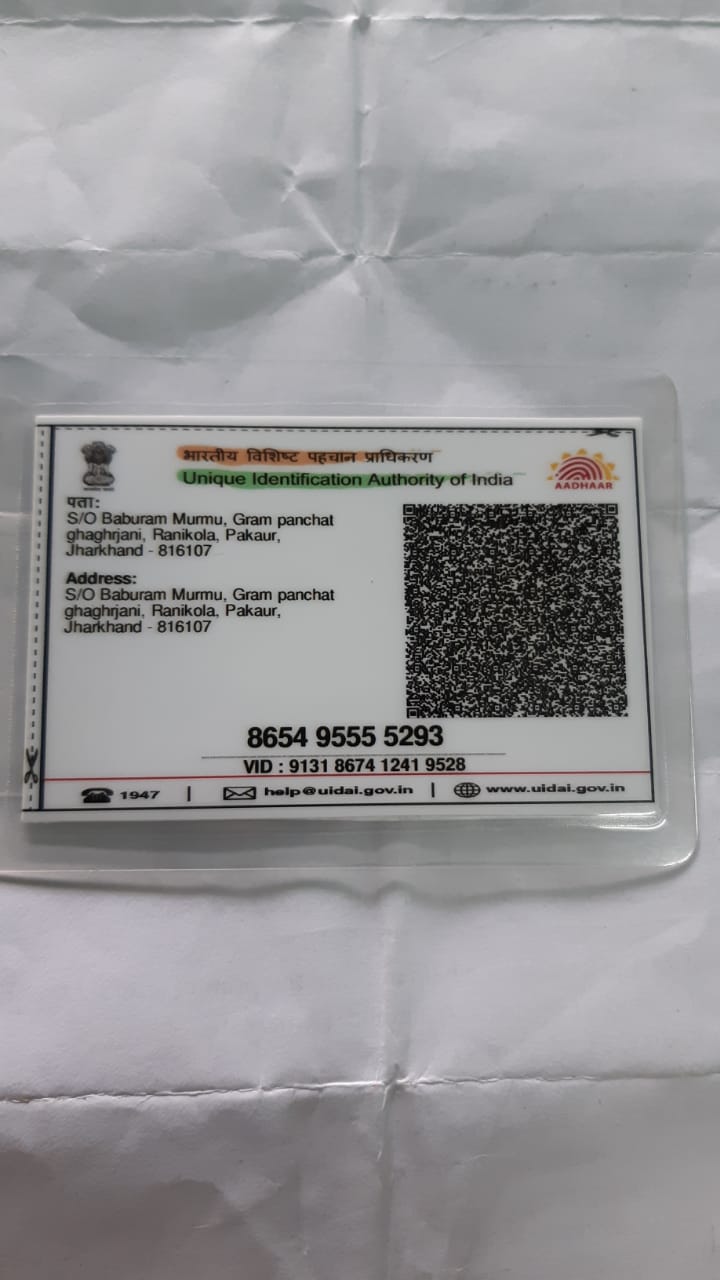 भारतीय विशिष्ट पहचान प्राधिकरण
Unique Identification Authority of India
AADHAAR
पता:
S/O Baburam Murmu, Gram panchat
ghaghrjani, Ranikola, Pakaur,
Jharkhand - 816107
Address:
S/O Baburam Murmu, Gram panchat
ghaghrjani, Ranikola, Pakaur,
Jharkhand - 816107
8654 9555 5293
VID : 9131 8674 1241 9528
1947 | help@uidai.gov.in | www.uidai.gov.in